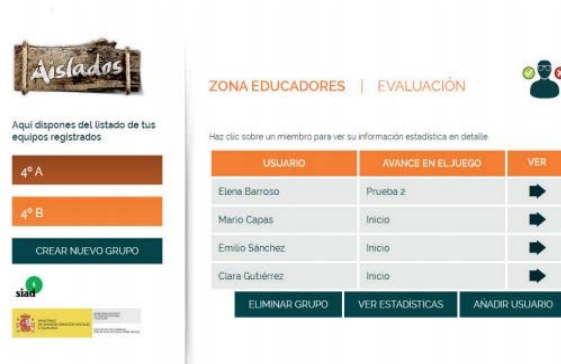 Aislados
Aquí dispones del listado de tus
equipos registrados
4º A
4º B
CREAR NUEVO GRUPO
siad
ZONA EDUCADORES | EVALUACIÓN
Haz clic sobre un miembro para ver su información estadística en detalle.
USUARIO AVANCE EN EL JUEGO VER
Elena Barroso Prueba 2
Mario Capas Inicio
Emilio Sánchez Inicio
Clara Gutiérrez Inicio
ELIMINAR GRUPO VER ESTADÍSTICAS AÑADIR USUARIO